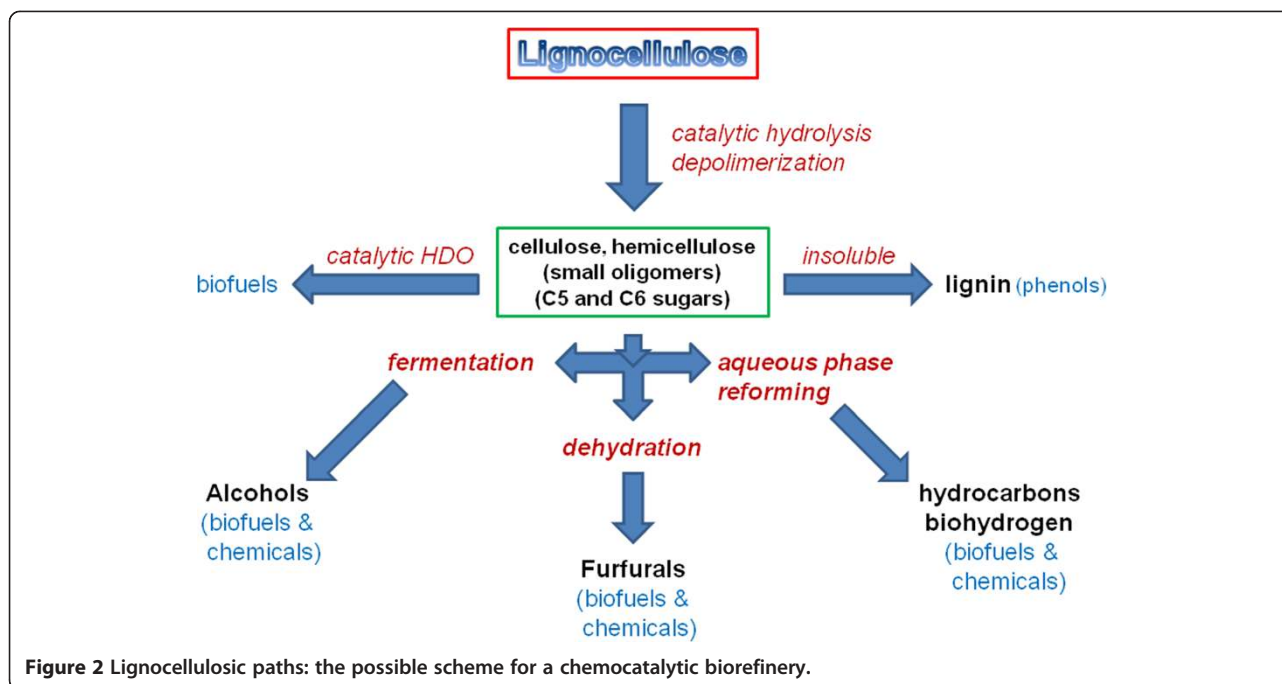 Lignocellulose
catalytic hydrolysis
depolimerization
catalytic HDO
cellulose, hemicellulose
(small oligomers)
(C5 and C6 sugars)
insoluble
biofuels
lignin (phenols)
fermentation
aqueous phase
reforming
dehydration
Alcohols
(biofuels &
chemicals)
Furfurals
(biofuels &
chemicals)
hydrocarbons
biohydrogen
(biofuels &
chemicals)
Figure 2 Lignocellulosic paths: the possible scheme for a chemocatalytic biorefinery.